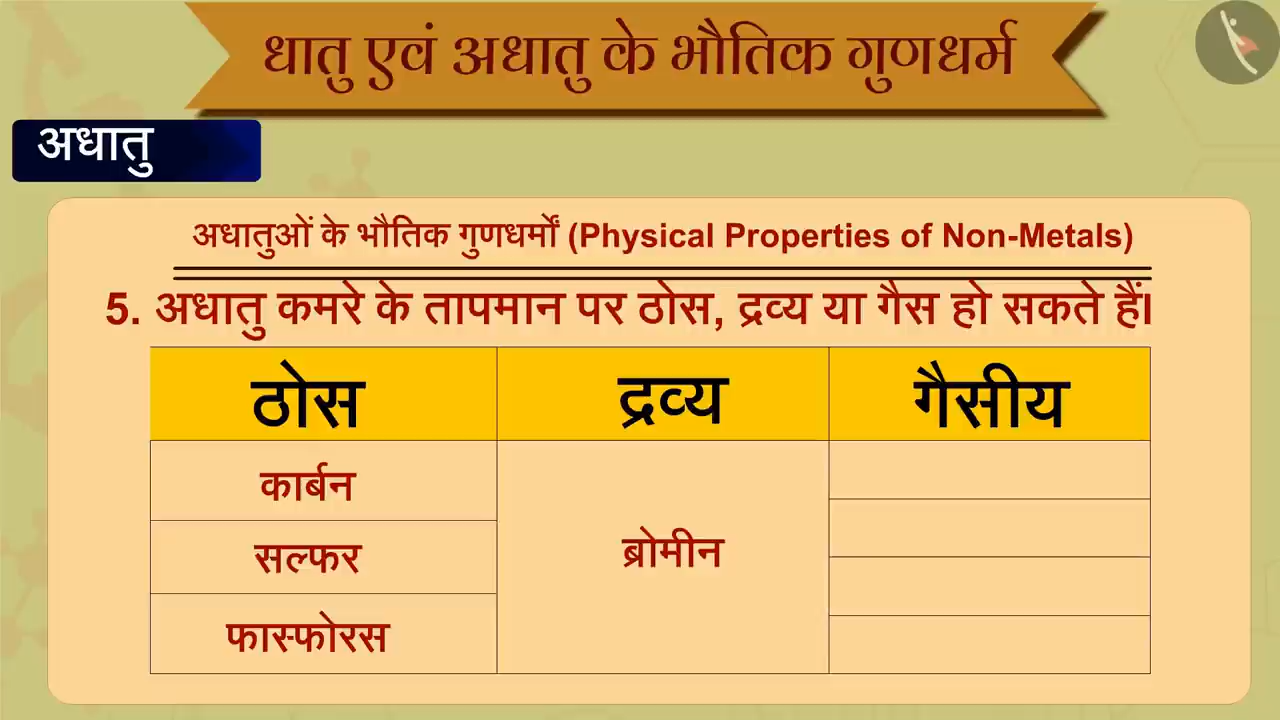 धातु एवं अधातु के भौतिक गुणधर्म
अधातु
अधातुओं के भौतिक गुणधर्मों (Physical Properties of Non-Metals)
5. अधातु कमरे के तापमान पर ठोस, द्रव्य या गैस हो सकते हैं।
ठोस द्रव्य गैसीय
कार्बन
सल्फर
ब्रोमीन
फास्फोरस